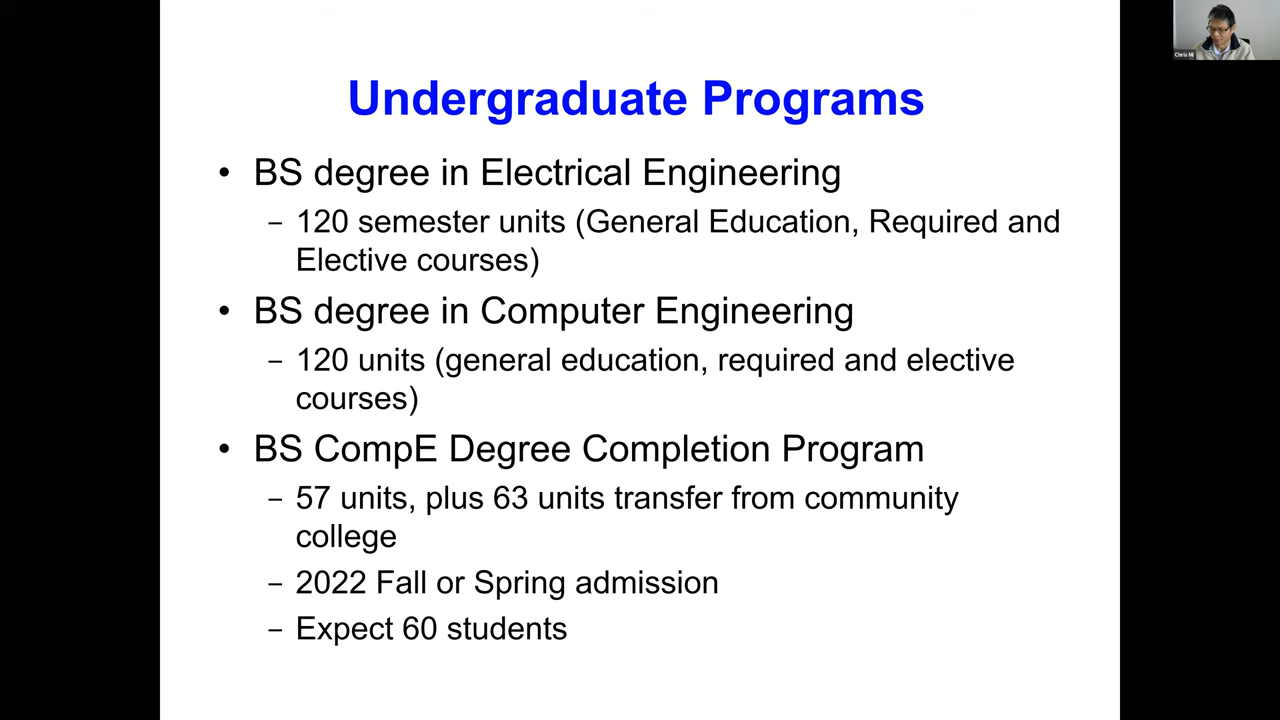 Undergraduate Programs
• BS degree in Electrical Engineering
– 120 semester units (General Education, Required and
Elective courses)
• BS degree in Computer Engineering
– 120 units (general education, required and elective
courses)
• BS CompE Degree Completion Program
– 57 units, plus 63 units transfer from community
college
– 2022 Fall or Spring admission
– Expect 60 students
Chris Mi